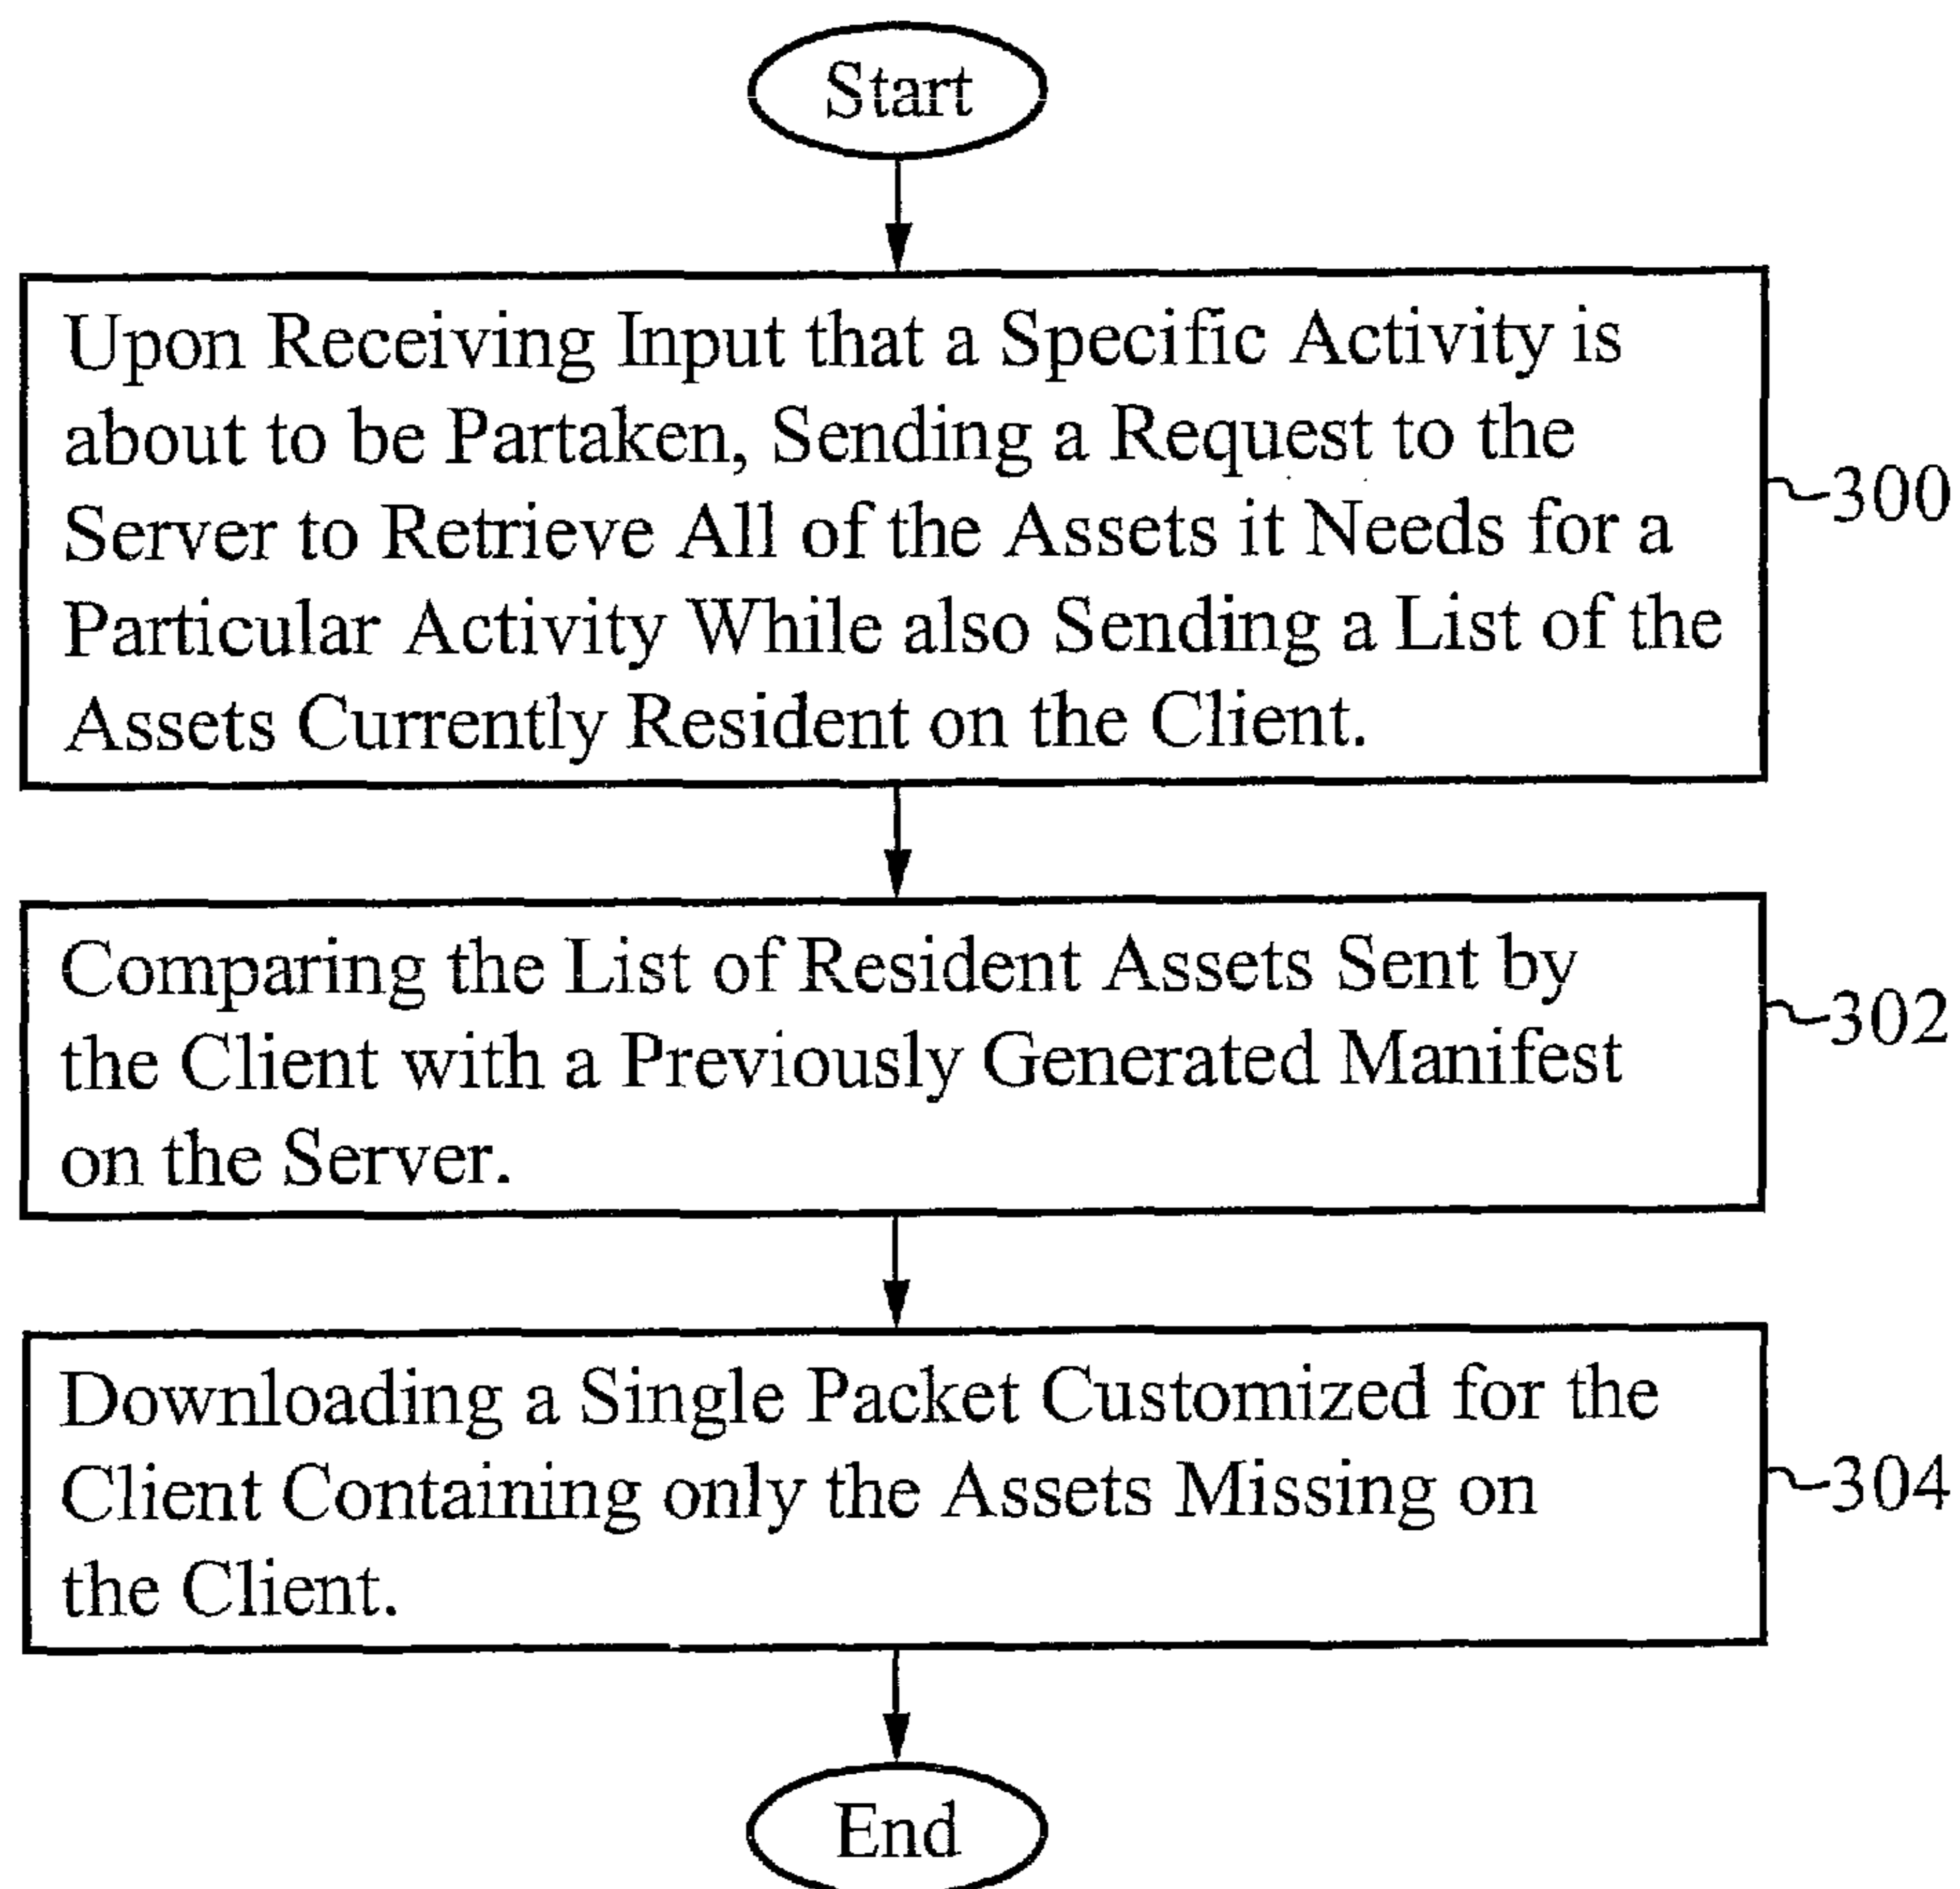 Start
Upon Receiving Input that a Specific Activity is
about to be Partaken, Sending a Request to the
Server to Retrieve All of the Assets it Needs for a
Particular Activity While also Sending a List of the
Assets Currently Resident on the Client.
300
Comparing the List of Resident Assets Sent by
the Client with a Previously Generated Manifest
on the Server.
302
Downloading a Single Packet Customized for the
Client Containing only the Assets Missing on
the Client.
304
End